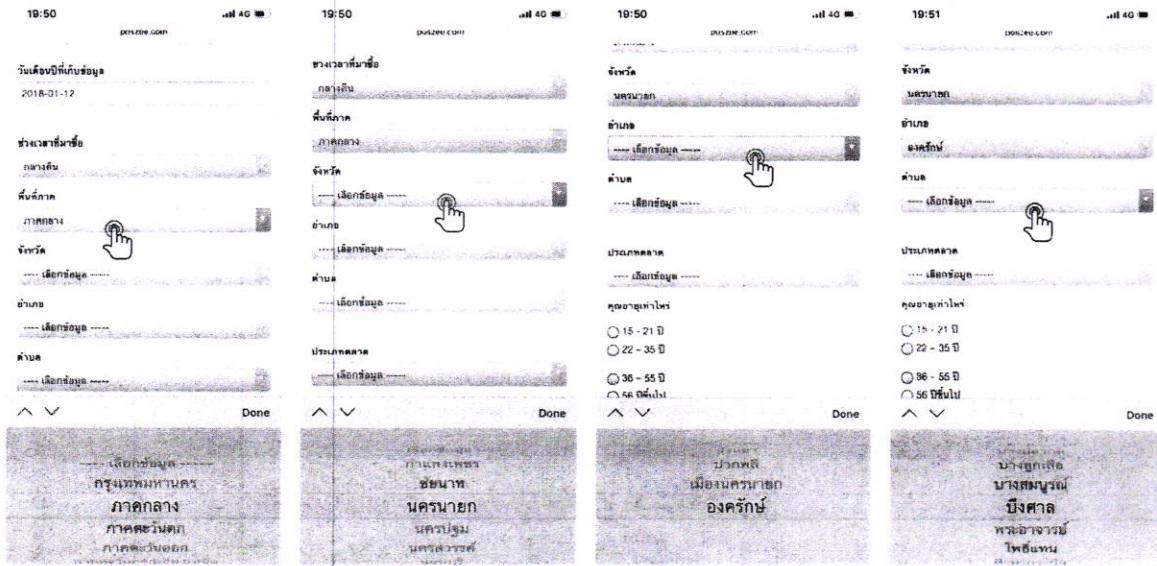 19:50
4G
poszee.com
วันเดือนปีที่เก็บข้อมูล
2018-01-12
ช่วงเวลาที่มาซื้อ
กลางคืน
พื้นที่ภาค
ภาคกลาง
จังหวัด
---- เลือกข้อมูล -----
อำเภอ
---- เลือกข้อมูล -----
ตำบล
---- เลือกข้อมูล -----
Done
---- เลือกข้อมูล -----
กรุงเทพมหานคร
ภาคกลาง
ภาคตะวันตก
ภาคตะวันออก
19:50
4G
poszee.com
ช่วงเวลาที่มาซื้อ
กลางคืน
พื้นที่ภาค
ภาคกลาง
จังหวัด
---- เลือกข้อมูล -----
อำเภอ
---- เลือกข้อมูล -----
ตำบล
---- เลือกข้อมูล -----
ประเภทตลาด
---- เลือกข้อมูล -----
Done
กำแพงเพชร
ชัยนาท
นครนายก
นครปฐม
นครสวรรค์
19:50
4G
poszee.com
จังหวัด
นครนายก
อำเภอ
---- เลือกข้อมูล -----
ตำบล
---- เลือกข้อมูล -----
ประเภทตลาด
---- เลือกข้อมูล -----
คุณอายุเท่าไหร่
15 - 21 ปี
22 - 35 ปี
36 - 55 ปี
56 ปีขึ้นไป
Done
ปากพลี
เมืองนครนายก
องครักษ์
19:51
4G
poszee.com
จังหวัด
นครนายก
อำเภอ
องครักษ์
ตำบล
---- เลือกข้อมูล -----
ประเภทตลาด
---- เลือกข้อมูล -----
คุณอายุเท่าไหร่
15 - 21 ปี
22 - 35 ปี
36 - 55 ปี
56 ปีขึ้นไป
Done
บางลูกเสือ
บางสมบูรณ์
บึงศาล
พระอาจารย์
โพธิ์แทน